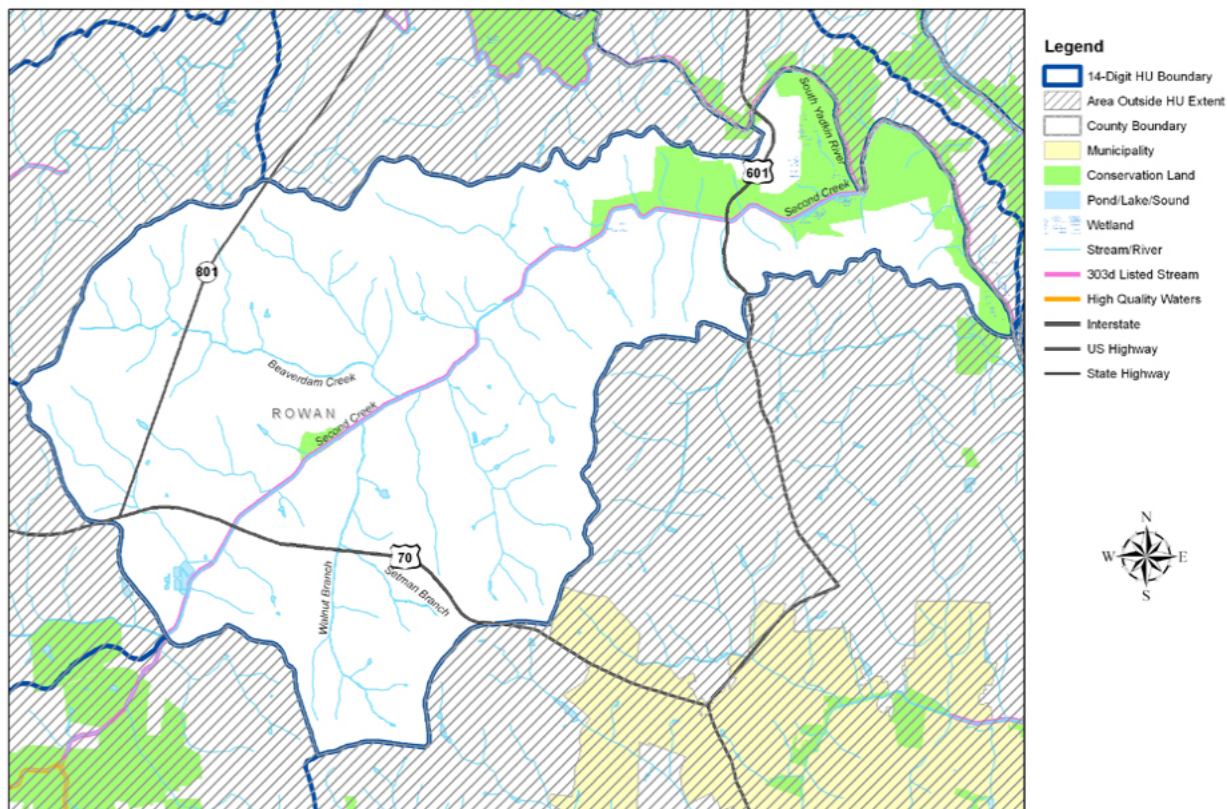 601
South Yadkin River
Second Creek
801
Beaverdam Creek
ROWAN
Second Creek
70
Setman Branch
Walnut Branch
Legend
14-Digit HU Boundary
Area Outside HU Extent
County Boundary
Municipality
Conservation Land
Pond/Lake/Sound
Wetland
Stream/River
303d Listed Stream
High Quality Waters
Interstate
US Highway
State Highway
N
W E
S